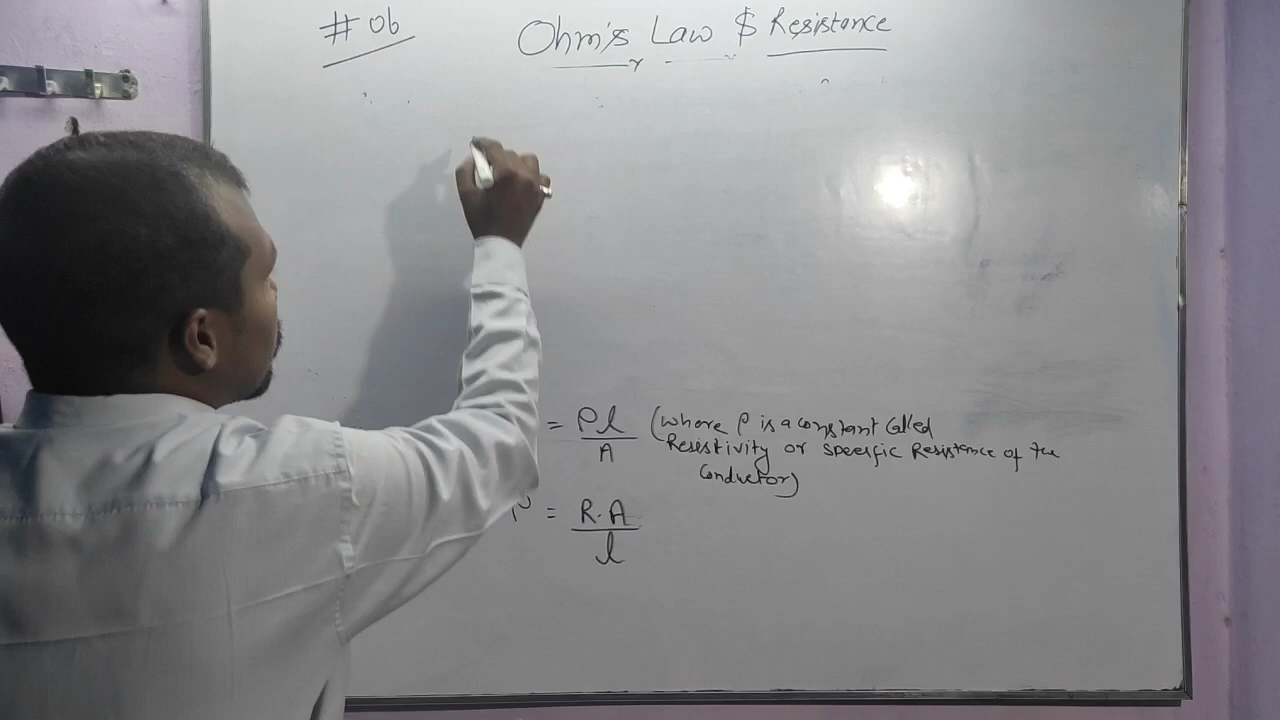 # 06
Ohm's Law $ Resistance
= ρl / A (where ρ is a constant called
Resistivity or specific Resistance of the
Conductor)
ρ = R.A / l